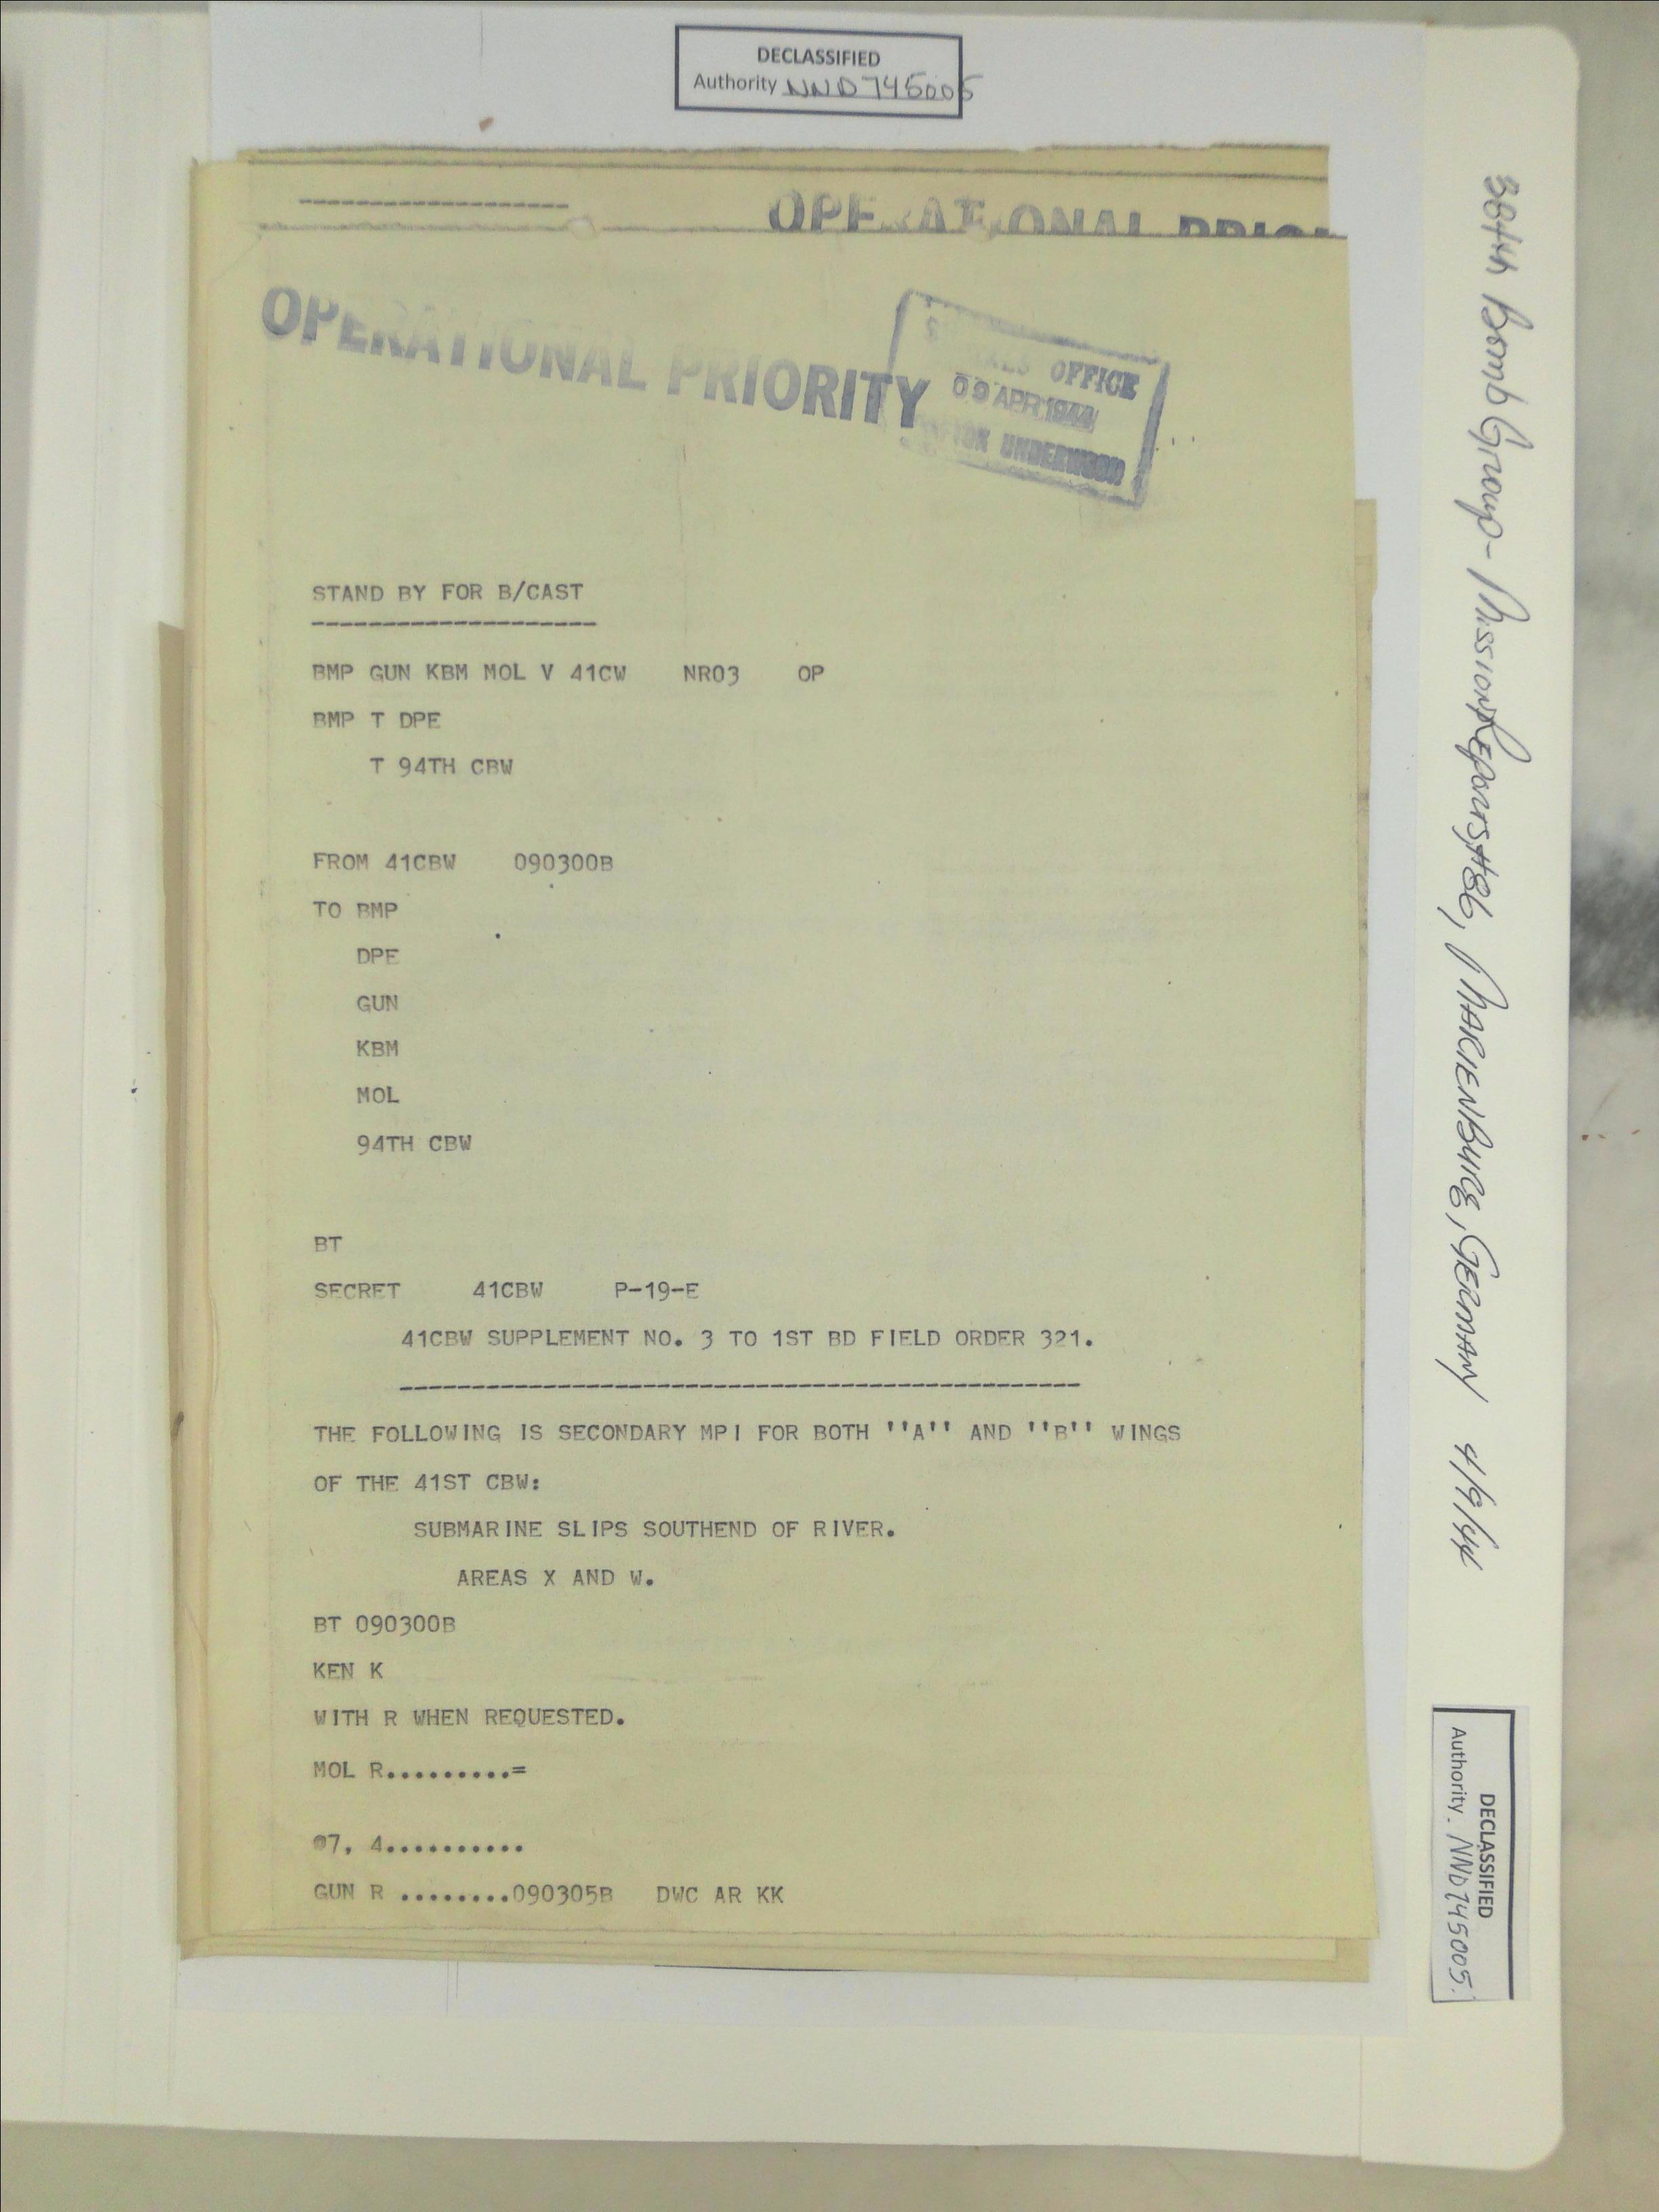 DECLASSIFIED
Authority NND745005
OPERATIONAL
OPERATIONAL PRIORITY
OFFICE
09 APR 1944
UNDERWOOD
STAND BY FOR B/CAST
--------------------
BMP GUN KBM MOL V 41CW NR03 OP
BMP T DPE
T 94TH CBW
FROM 41CBW 090300B
TO BMP
DPE
GUN
KBM
MOL
94TH CBW
BT
SECRET 41CBW P-19-E
41CBW SUPPLEMENT NO. 3 TO 1ST BD FIELD ORDER 321.
------------------------------------------------
THE FOLLOWING IS SECONDARY MPI FOR BOTH ''A'' AND ''B'' WINGS
OF THE 41ST CBW:
SUBMARINE SLIPS SOUTHEND OF RIVER.
AREAS X AND W.
BT 090300B
KEN K
WITH R WHEN REQUESTED.
MOL R.........=
7, 4..........
GUN R ........090305B DWC AR KK
384th Bomb Group - Mission Reports #86, MARIENBURG, GERMANY 4/9/44
DECLASSIFIED
Authority NND745005